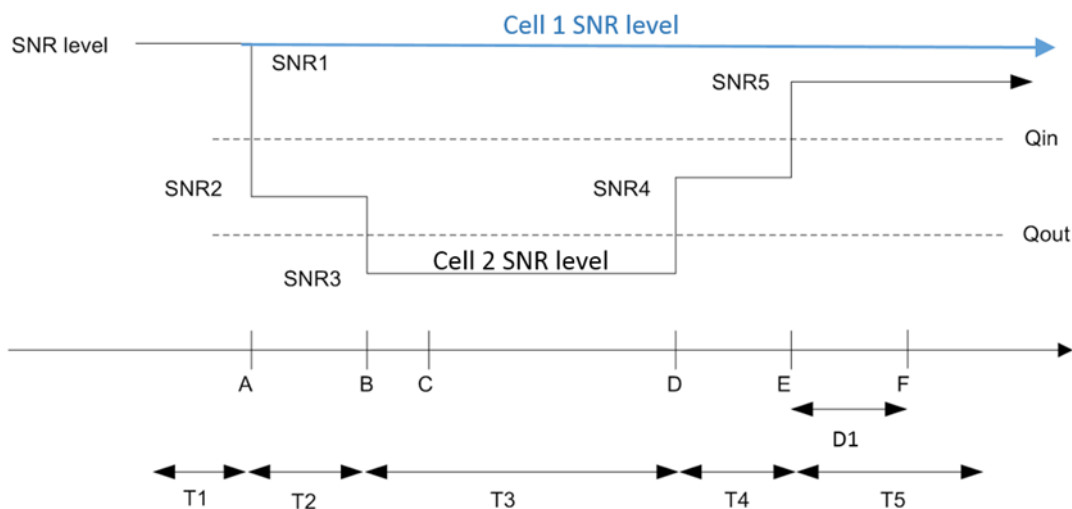 Cell 1 SNR level
SNR level
SNR1
SNR5
Qin
SNR2
SNR4
Qout
Cell 2 SNR level
SNR3
A B C D E F
D1
T1 T2 T3 T4 T5